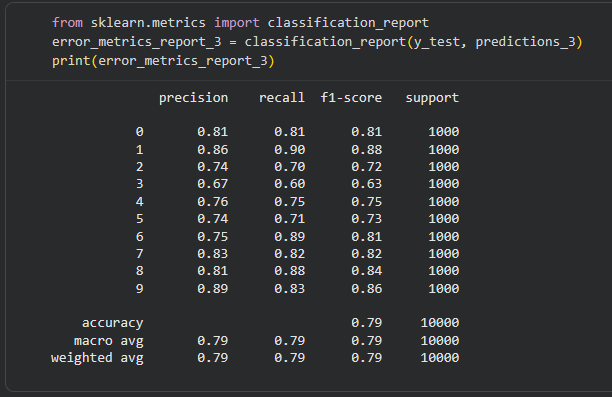 from sklearn.metrics import classification_report
error_metrics_report_3 = classification_report(y_test, predictions_3)
print(error_metrics_report_3)
precision recall f1-score support
0 0.81 0.81 0.81 1000
1 0.86 0.90 0.88 1000
2 0.74 0.70 0.72 1000
3 0.67 0.60 0.63 1000
4 0.76 0.75 0.75 1000
5 0.74 0.71 0.73 1000
6 0.75 0.89 0.81 1000
7 0.83 0.82 0.82 1000
8 0.81 0.88 0.84 1000
9 0.89 0.83 0.86 1000
accuracy 0.79 10000
macro avg 0.79 0.79 0.79 10000
weighted avg 0.79 0.79 0.79 10000